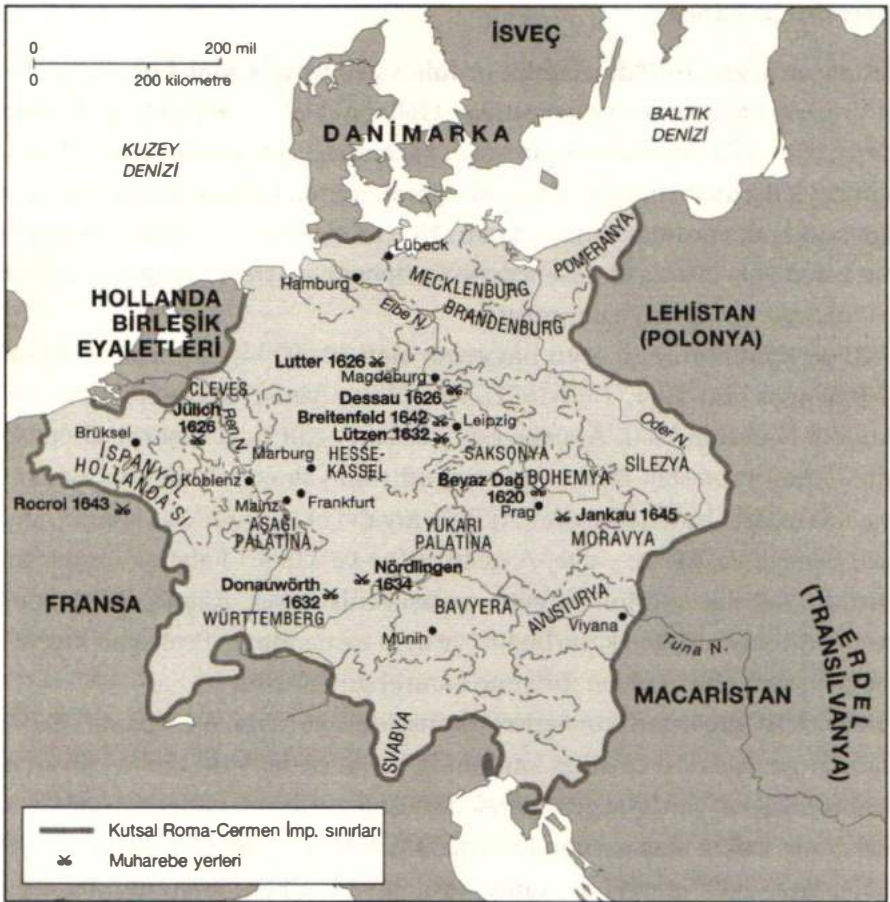 0 200 mil
0 200 kilometre
İSVEÇ
DANİMARKA
BALTIK
DENİZİ
KUZEY
DENİZİ
Lübeck
POMERANYA
Hamburg
MECKLENBURG
HOLLANDA
BİRLEŞİK
EYALETLERİ
Elbe N.
BRANDENBURG
LEHİSTAN
(POLONYA)
Lutter 1626
Magdeburg
CLEVES
Dessau 1626
Jülich
1626
Ren N.
Breitenfeld 1642
Leipzig
Lützen 1632
Oder N.
Brüksel
Marburg
HESSE-
KASSEL
SAKSONYA
SİLEZYA
İSPANYOL
HOLLANDA'SI
Koblenz
Beyaz Dağ
1620
BOHEMYA
Rocroi 1643
Mainz
Frankfurt
Prag
Jankau 1645
AŞAĞI
PALATİNA
YUKARI
PALATİNA
MORAVYA
Nördlingen
1634
Donauwörth
1632
FRANSA
WÜRTTEMBERG
BAVYERA
AVUSTURYA
Münih
Viyana
Tuna N.
ERDEL
(TRANSİLVANYA)
MACARİSTAN
SVABYA
Kutsal Roma-Cermen İmp. sınırları
Muharebe yerleri